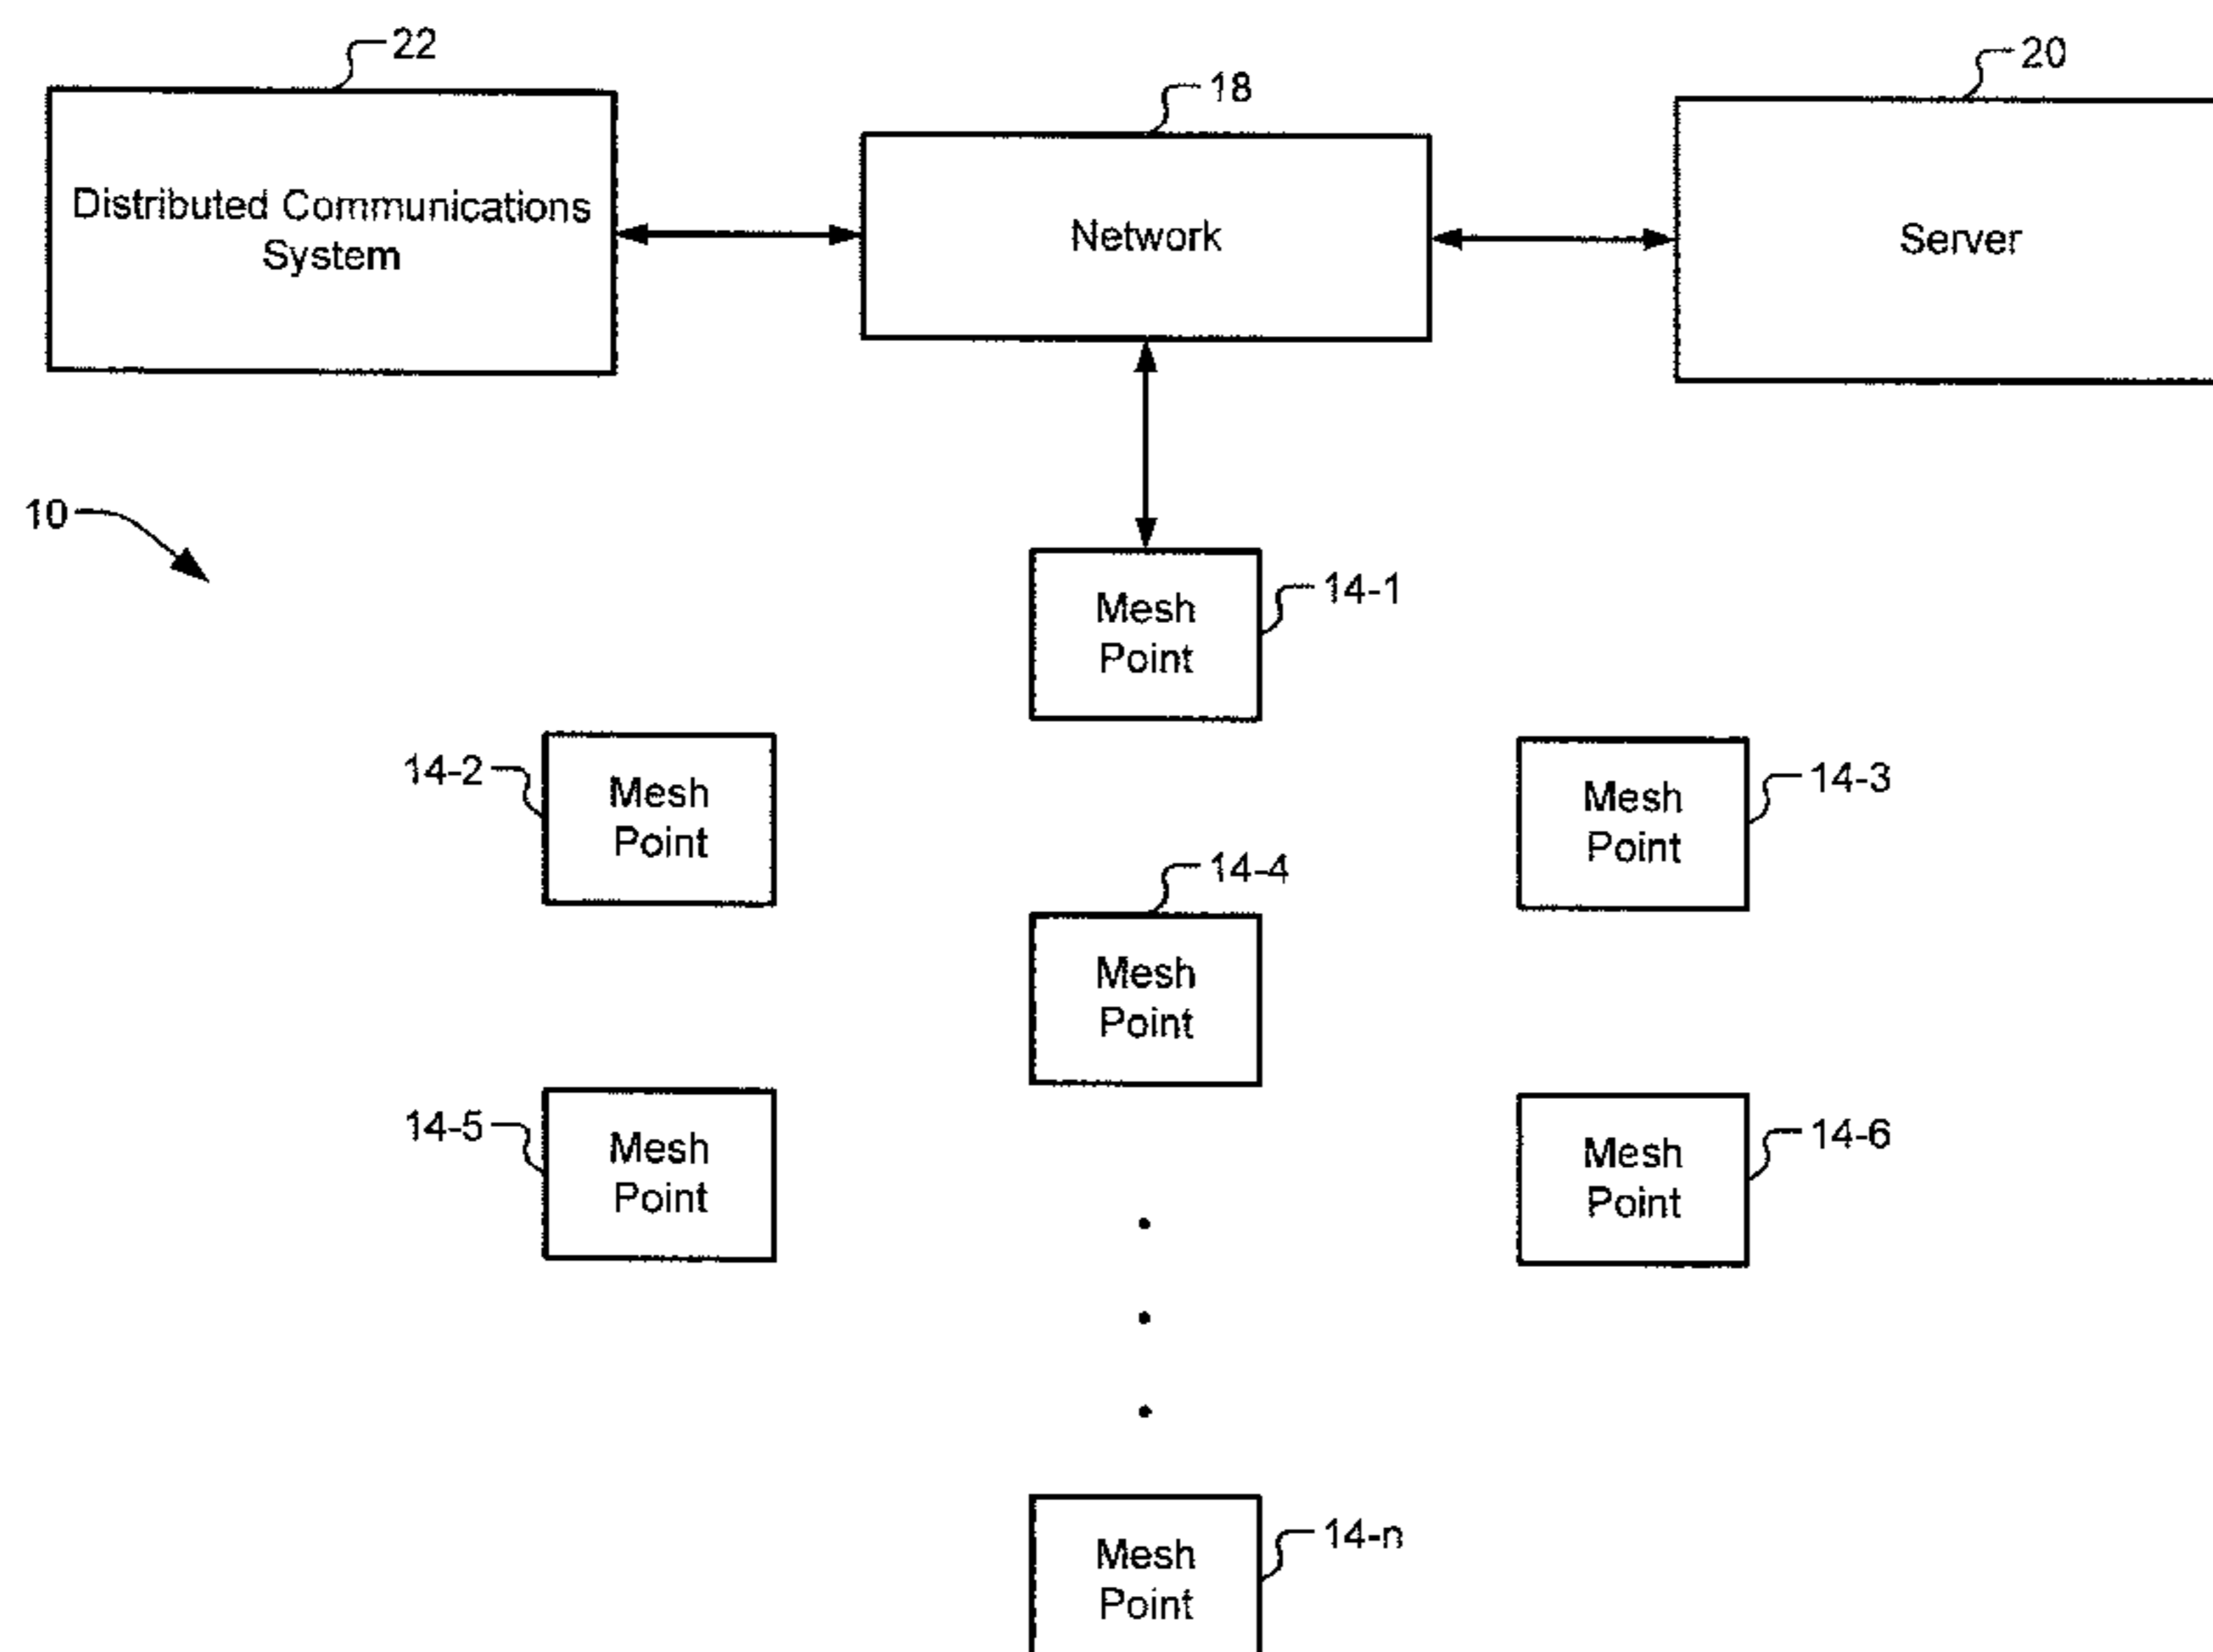 22
18
20
Distributed Communications
System
Network
Server
10
Mesh
Point
14-1
14-2
Mesh
Point
Mesh
Point
14-3
14-4
Mesh
Point
14-5
Mesh
Point
Mesh
Point
14-6
Mesh
Point
14-n